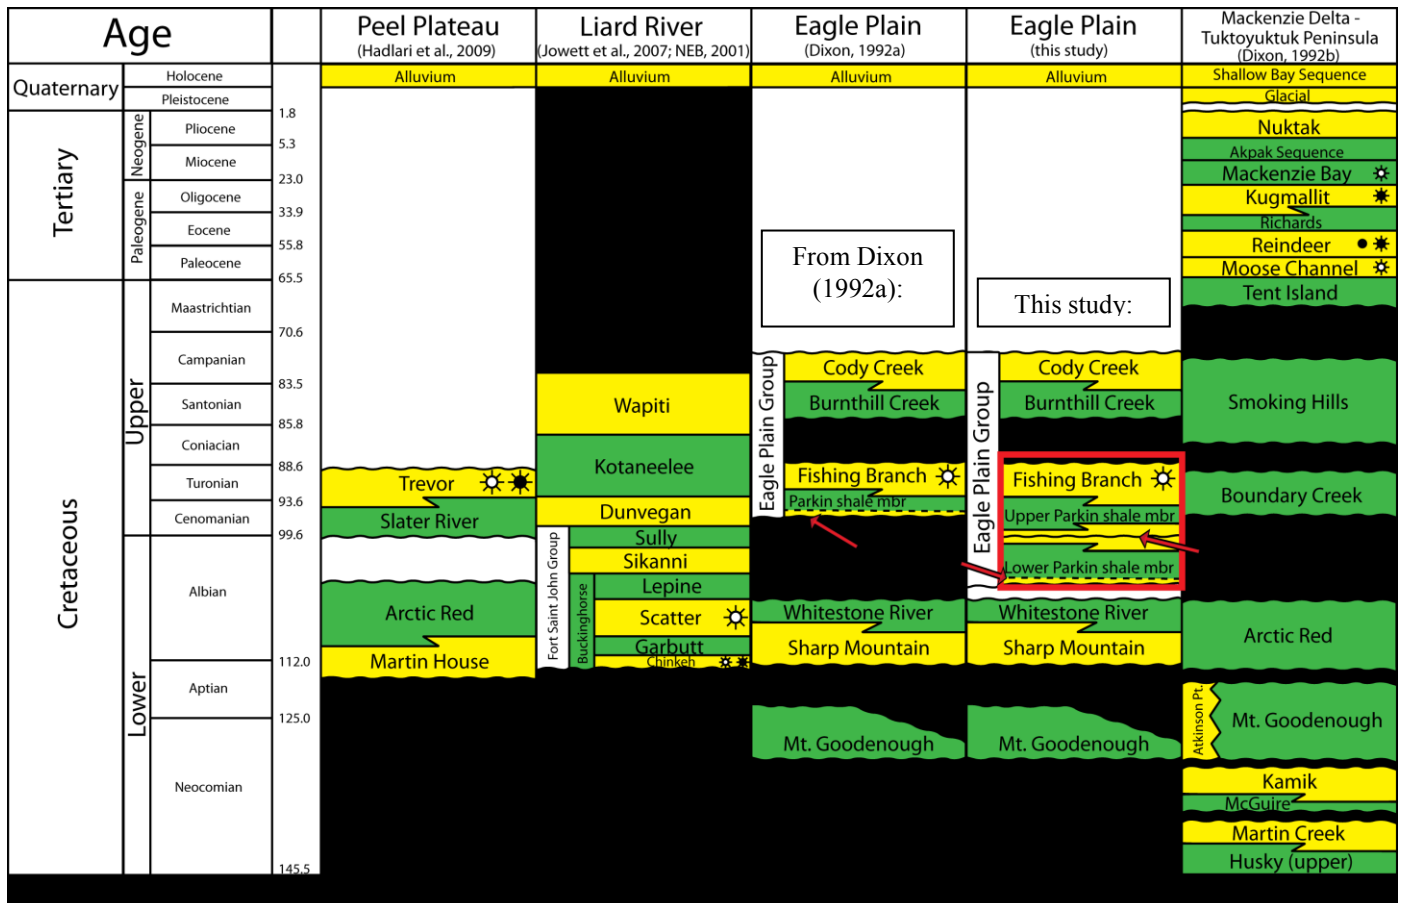 Age
Peel Plateau
(Hadlari et al., 2009)
Liard River
(Jowett et al., 2007; NEB, 2001)
Eagle Plain
(Dixon, 1992a)
Eagle Plain
(this study)
Mackenzie Delta -
Tuktoyuktuk Peninsula
(Dixon, 1992b)
Quaternary
Holocene
Pleistocene
1.8
Tertiary
Neogene
Pliocene
5.3
Miocene
23.0
Paleogene
Oligocene
33.9
Eocene
55.8
Paleocene
65.5
Cretaceous
Upper
Maastrichtian
70.6
Campanian
83.5
Santonian
85.8
Coniacian
88.6
Turonian
93.6
Cenomanian
99.6
Lower
Albian
112.0
Aptian
125.0
Neocomian
145.5
Alluvium
Trevor
Slater River
Arctic Red
Martin House
Alluvium
Wapiti
Kotaneelee
Dunvegan
Fort Saint John Group
Sully
Sikanni
Buckinghorse
Lepine
Scatter
Garbutt
Chinkeh
Alluvium
From Dixon
(1992a):
Eagle Plain Group
Cody Creek
Burnthill Creek
Fishing Branch
Parkin shale mbr
Whitestone River
Sharp Mountain
Mt. Goodenough
Alluvium
This study:
Eagle Plain Group
Cody Creek
Burnthill Creek
Fishing Branch
Upper Parkin shale mbr
Lower Parkin shale mbr
Whitestone River
Sharp Mountain
Mt. Goodenough
Shallow Bay Sequence
Glacial
Nuktak
Akpak Sequence
Mackenzie Bay
Kugmallit
Richards
Reindeer
Moose Channel
Tent Island
Smoking Hills
Boundary Creek
Arctic Red
Atkinson Pt.
Mt. Goodenough
Kamik
McGuire
Martin Creek
Husky (upper)